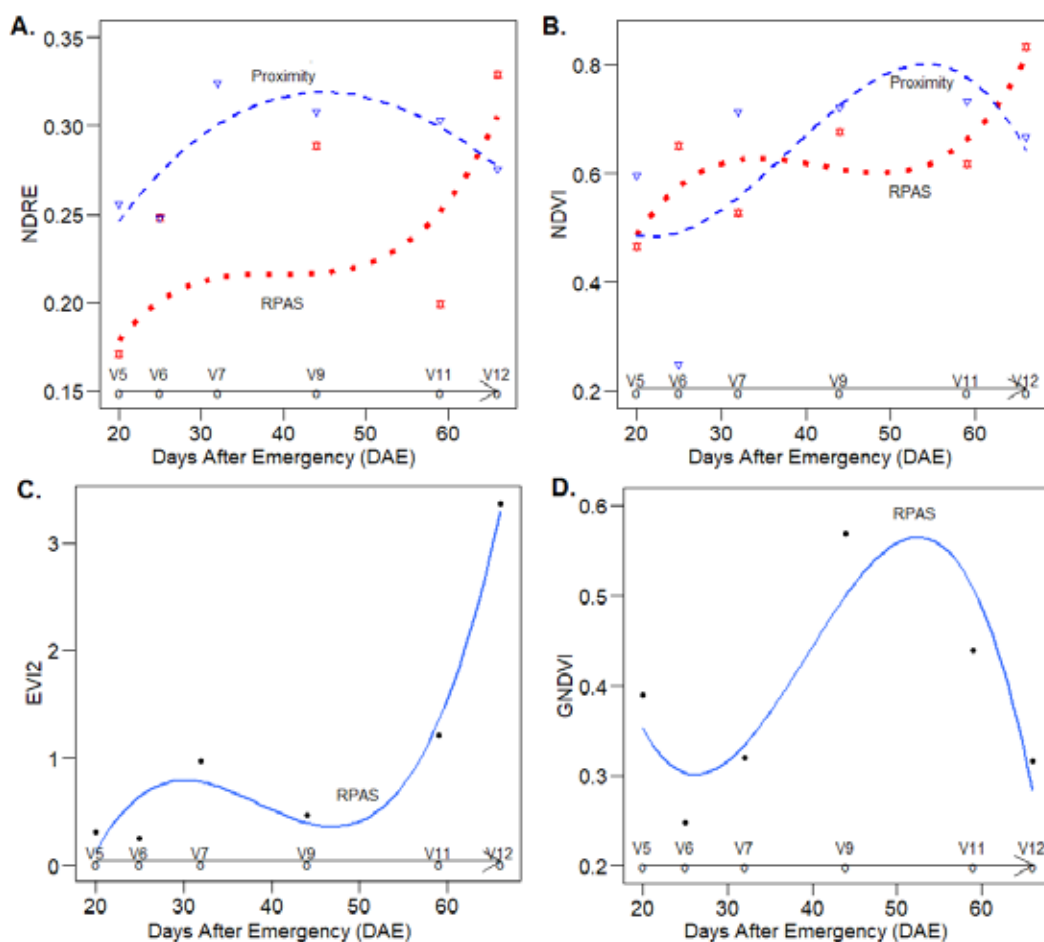 A.
NDRE
0.35
0.30
0.25
0.20
0.15
Proximity
RPAS
V5 V6 V7 V9 V11 V12
20 30 40 50 60
Days After Emergency (DAE)
B.
NDVI
0.8
0.6
0.4
0.2
Proximity
RPAS
V5 V6 V7 V9 V11 V12
20 30 40 50 60
Days After Emergency (DAE)
C.
EVI2
3
2
1
0
RPAS
V5 V6 V7 V9 V11 V12
20 30 40 50 60
Days After Emergency (DAE)
D.
GNDVI
0.6
0.5
0.4
0.3
0.2
RPAS
V5 V6 V7 V9 V11 V12
20 30 40 50 60
Days After Emergency (DAE)